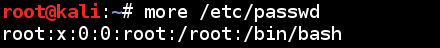 root@kali:~# more /etc/passwd
root:x:0:0:root:/root:/bin/bash